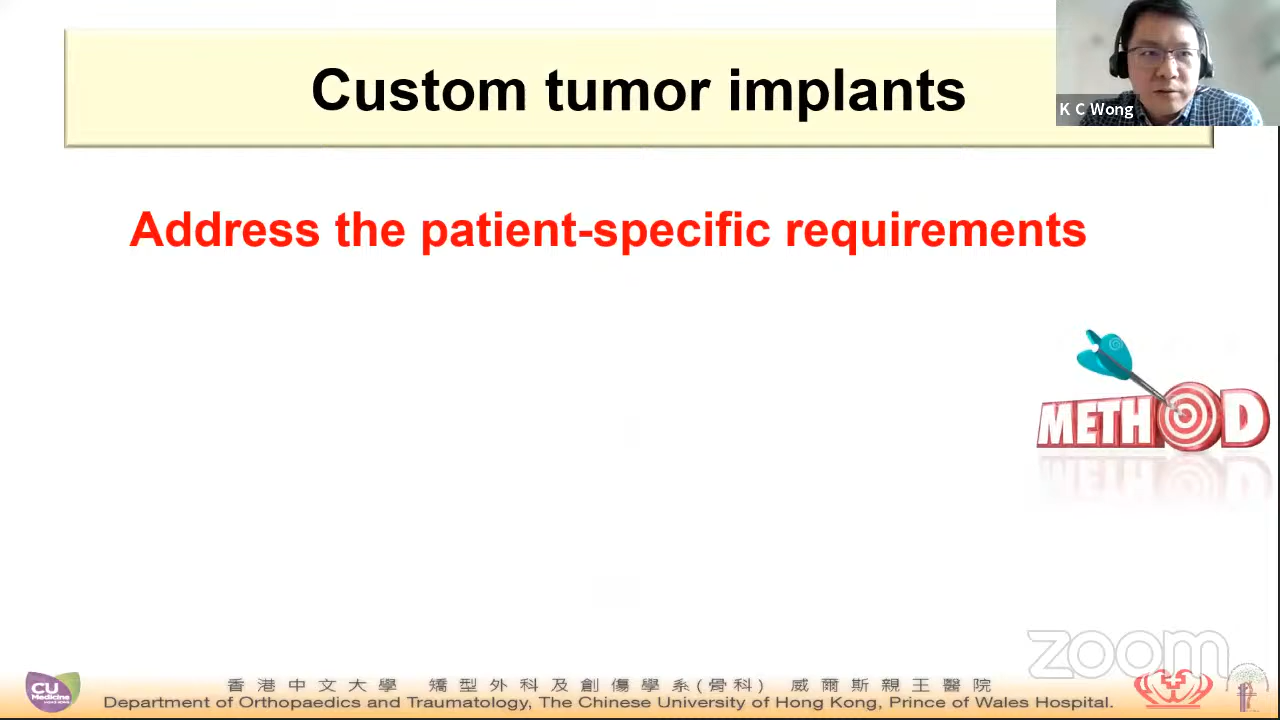 Custom tumor implants
K C Wong
Address the patient-specific requirements
METHOD
zoom
CU
Medicine
香港中文大學 矯型外科及創傷學系(骨科) 威爾斯親王醫院
Department of Orthopaedics and Traumatology, The Chinese University of Hong Kong, Prince of Wales Hospital.